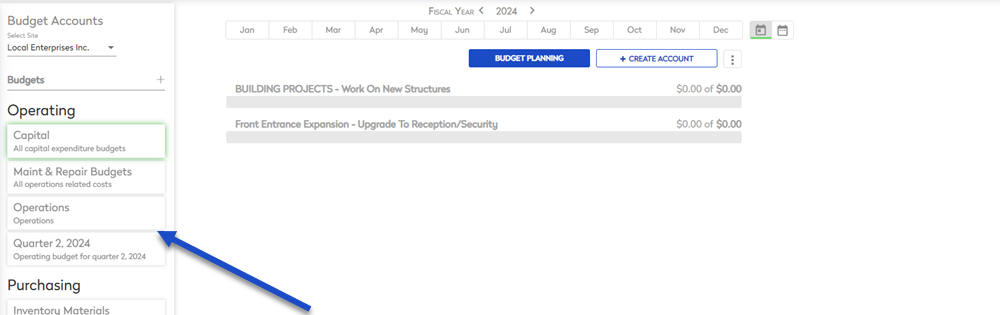 Budget Accounts
Select Site
Local Enterprises Inc.
Budgets +
Operating
Capital
All capital expenditure budgets
Maint & Repair Budgets
All operations related costs
Operations
Operations
Quarter 2, 2024
Operating budget for quarter 2, 2024
Purchasing
Inventory Materials
Fiscal Year < 2024 >
Jan Feb Mar Apr May Jun Jul Aug Sep Oct Nov Dec
BUDGET PLANNING + CREATE ACCOUNT
BUILDING PROJECTS - Work On New Structures $0.00 of $0.00
Front Entrance Expansion - Upgrade To Reception/Security $0.00 of $0.00